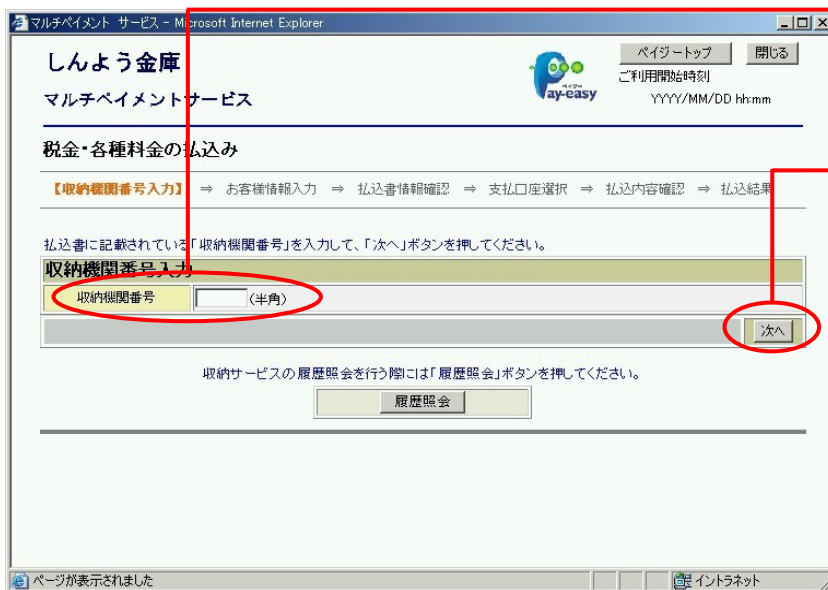 マルチペイメント サービス - Microsoft Internet Explorer
しんよう金庫
マルチペイメントサービス
ペイジー
Pay-easy
ペイジートップ 閉じる
ご利用開始時刻
YYYY/MM/DD hh:mm
税金・各種料金の払込み
【収納機関番号入力】 ⇒ お客様情報入力 ⇒ 払込書情報確認 ⇒ 支払口座選択 ⇒ 払込内容確認 ⇒ 払込結果
払込書に記載されている「収納機関番号」を入力して、「次へ」ボタンを押してください。
収納機関番号入力
収納機関番号 (半角)
次へ
収納サービスの履歴照会を行う際には「履歴照会」ボタンを押してください。
履歴照会
ページが表示されました イントラネット